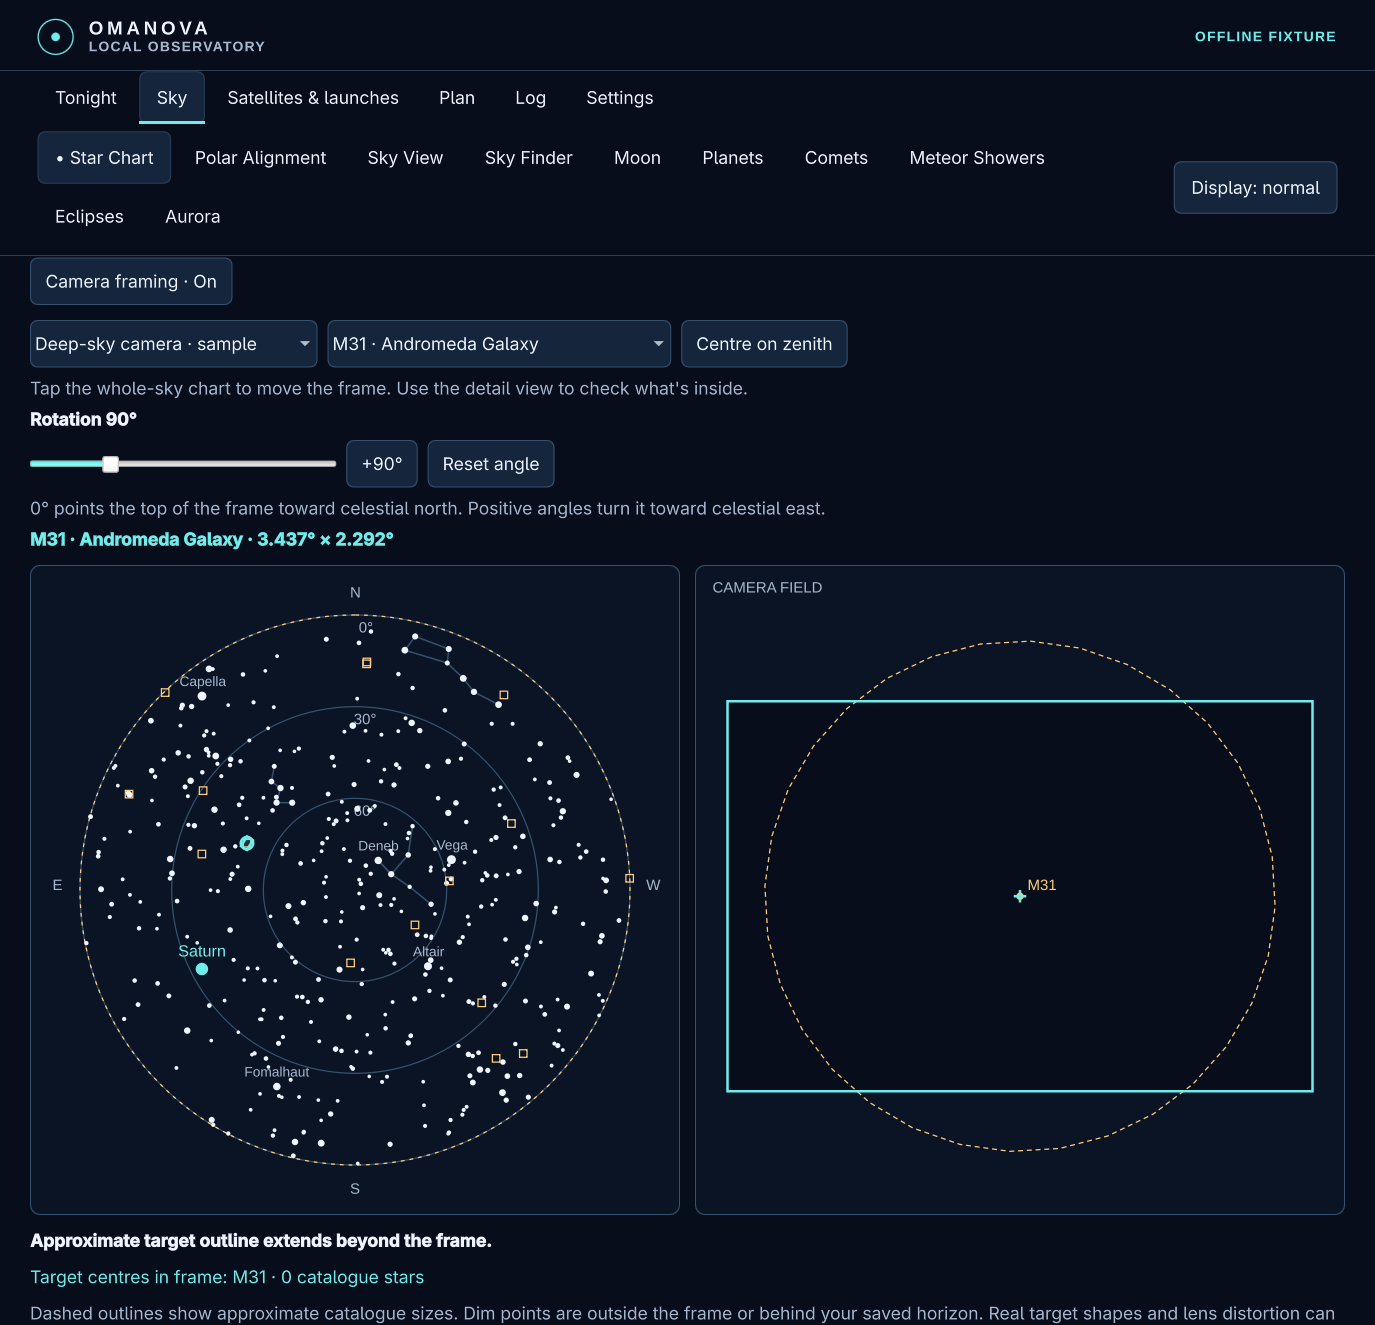 OMANOVA
LOCAL OBSERVATORY
OFFLINE FIXTURE
Tonight Sky Satellites & launches Plan Log Settings
• Star Chart Polar Alignment Sky View Sky Finder Moon Planets Comets Meteor Showers
Display: normal
Eclipses Aurora
Camera framing · On
Deep-sky camera · sample M31 · Andromeda Galaxy Centre on zenith
Tap the whole-sky chart to move the frame. Use the detail view to check what's inside.
Rotation 90°
+90° Reset angle
0° points the top of the frame toward celestial north. Positive angles turn it toward celestial east.
M31 · Andromeda Galaxy · 3.437° × 2.292°
N
0°
Capella
30°
60°
Deneb
Vega
E
W
Saturn
Altair
Fomalhaut
S
CAMERA FIELD
M31
Approximate target outline extends beyond the frame.
Target centres in frame: M31 · 0 catalogue stars
Dashed outlines show approximate catalogue sizes. Dim points are outside the frame or behind your saved horizon. Real target shapes and lens distortion can